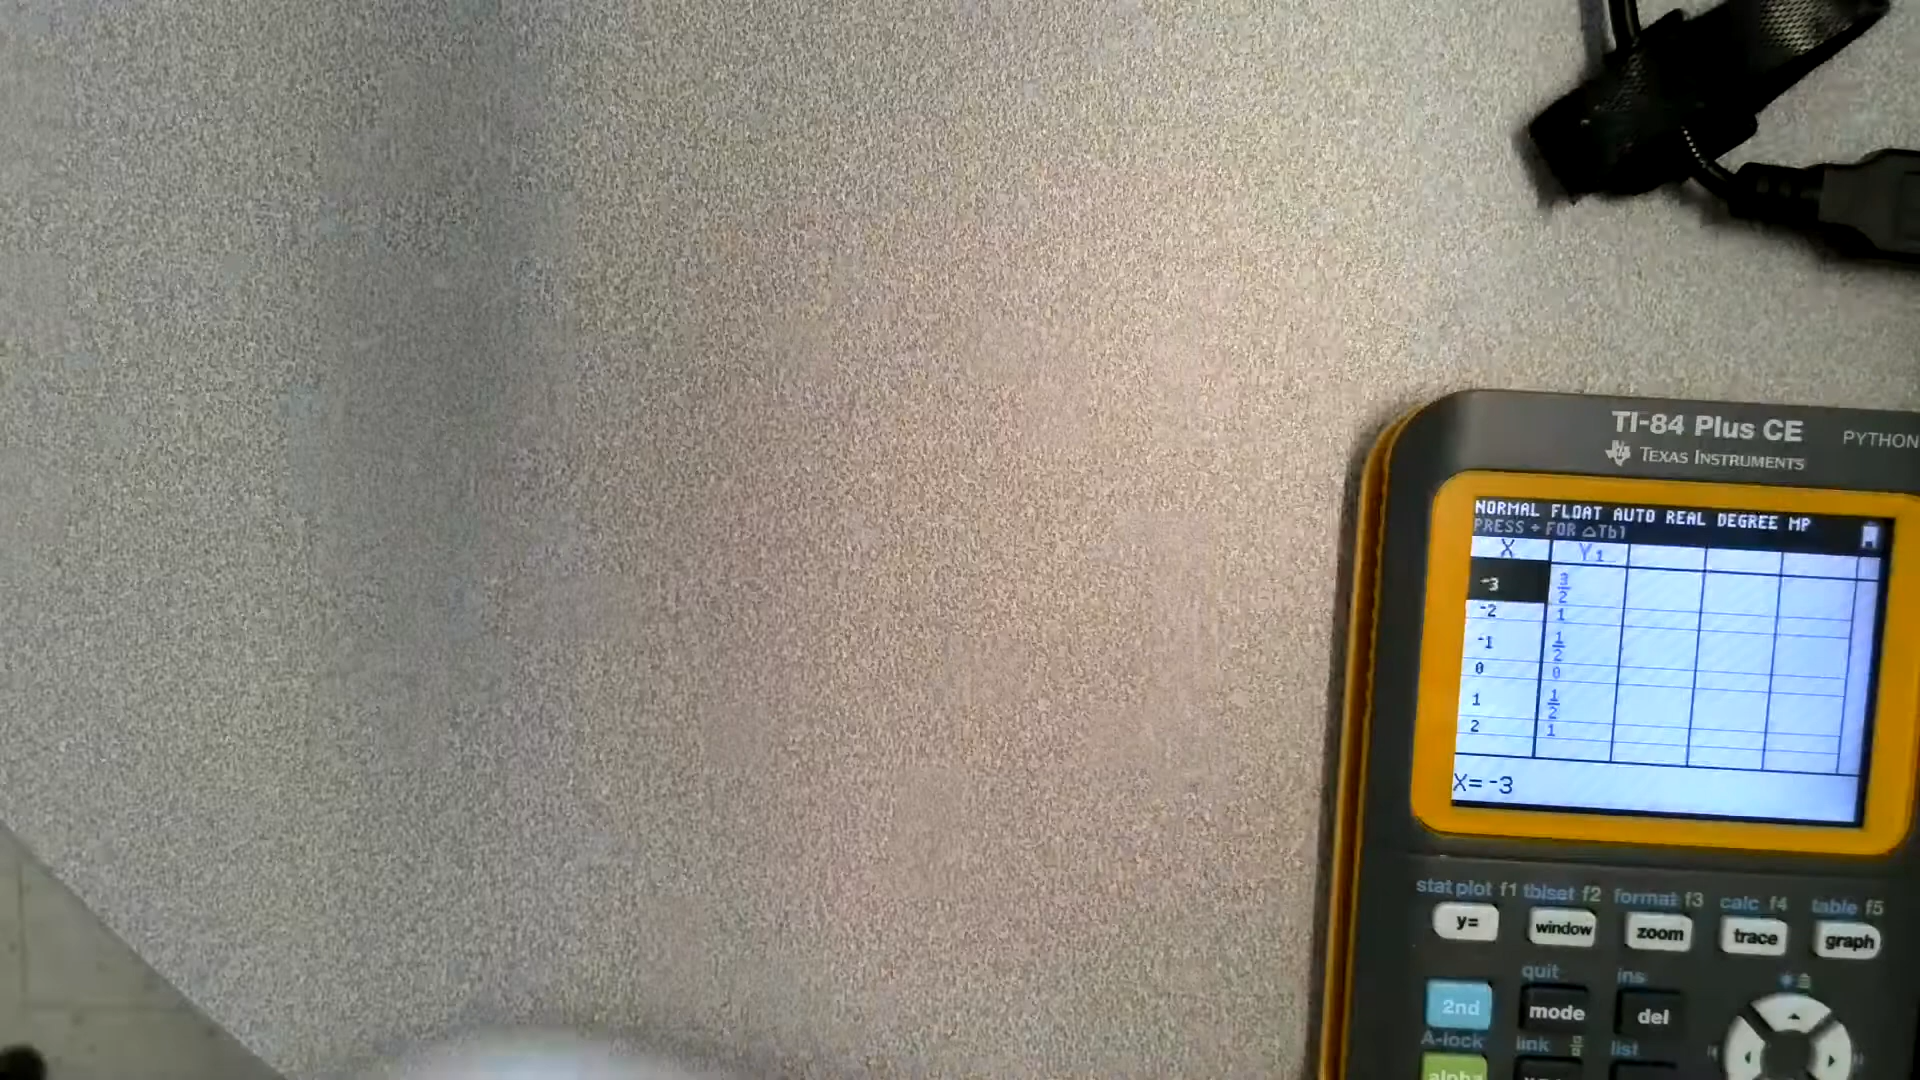 TI-84 Plus CE PYTHON
TEXAS INSTRUMENTS
NORMAL FLOAT AUTO REAL DEGREE MP
PRESS + FOR △Tbl
X Y1
-3 3/2
-2 1
-1 1/2
0 0
1 1/2
2 1
X= -3
stat plot f1 tblset f2 format f3 calc f4 table f5
y= window zoom trace graph
quit ins
2nd mode del
A-lock link list
alpha